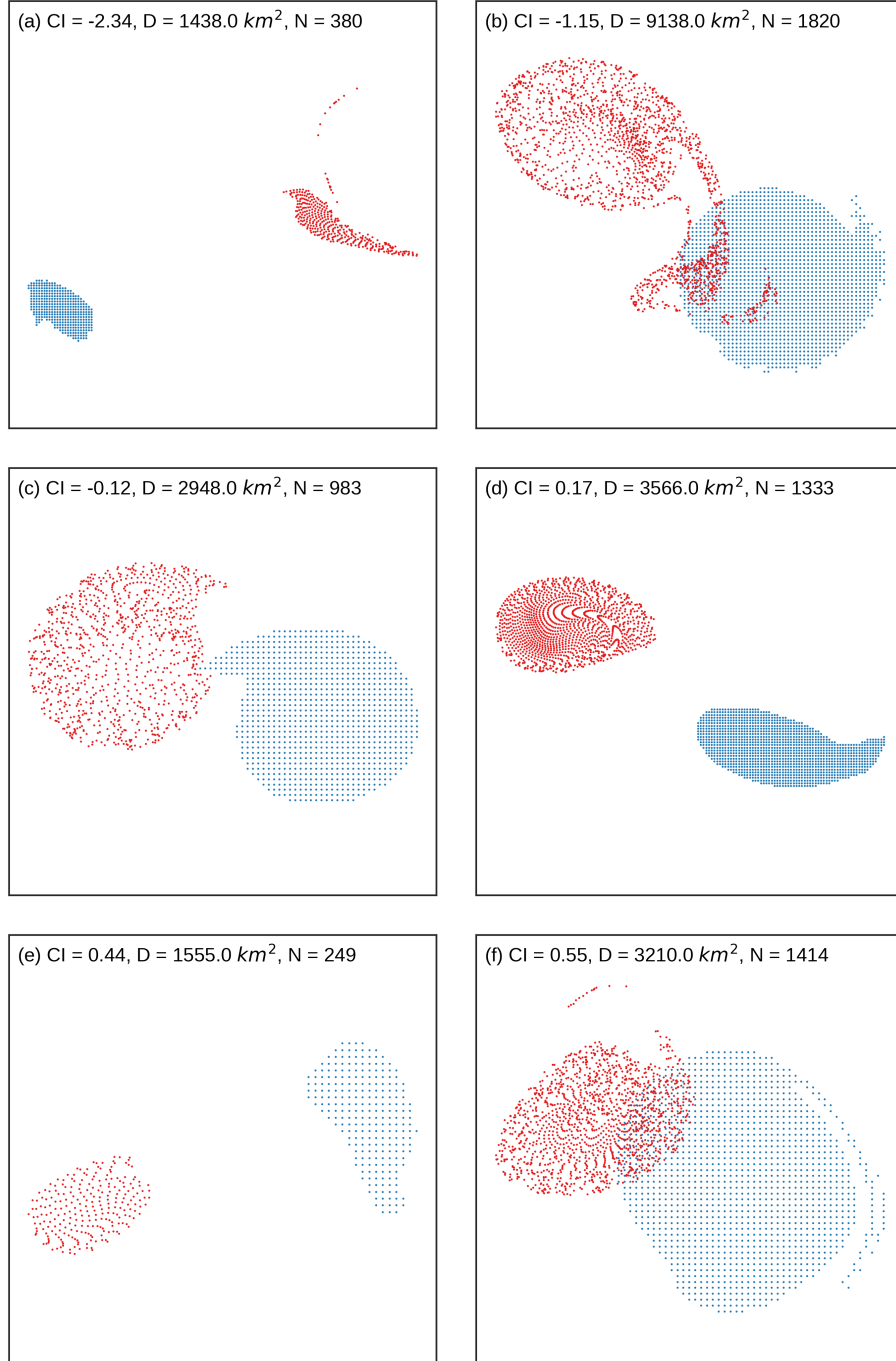 (a) CI = -2.34, D = 1438.0 km², N = 380
(b) CI = -1.15, D = 9138.0 km², N = 1820
(c) CI = -0.12, D = 2948.0 km², N = 983
(d) CI = 0.17, D = 3566.0 km², N = 1333
(e) CI = 0.44, D = 1555.0 km², N = 249
(f) CI = 0.55, D = 3210.0 km², N = 1414